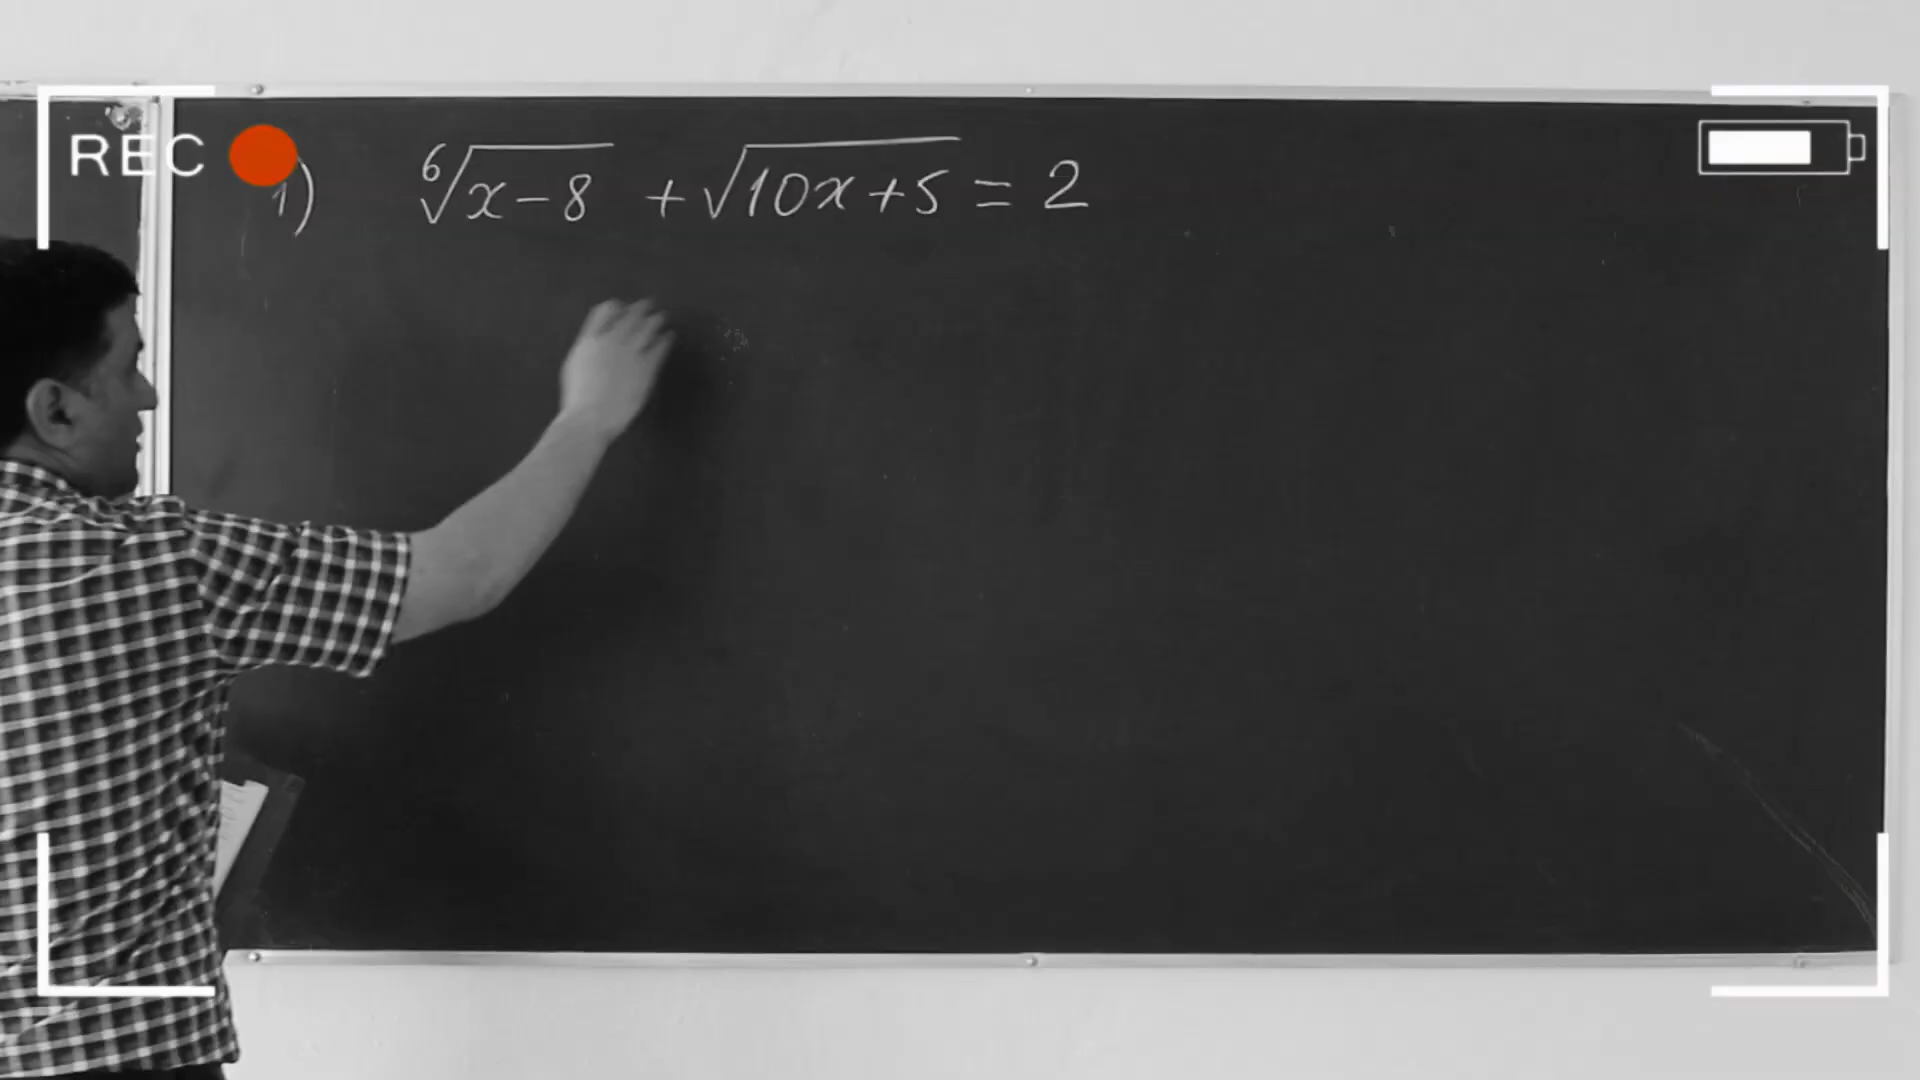 REC
1) ⁶√(x-8) + √(10x+5) = 2